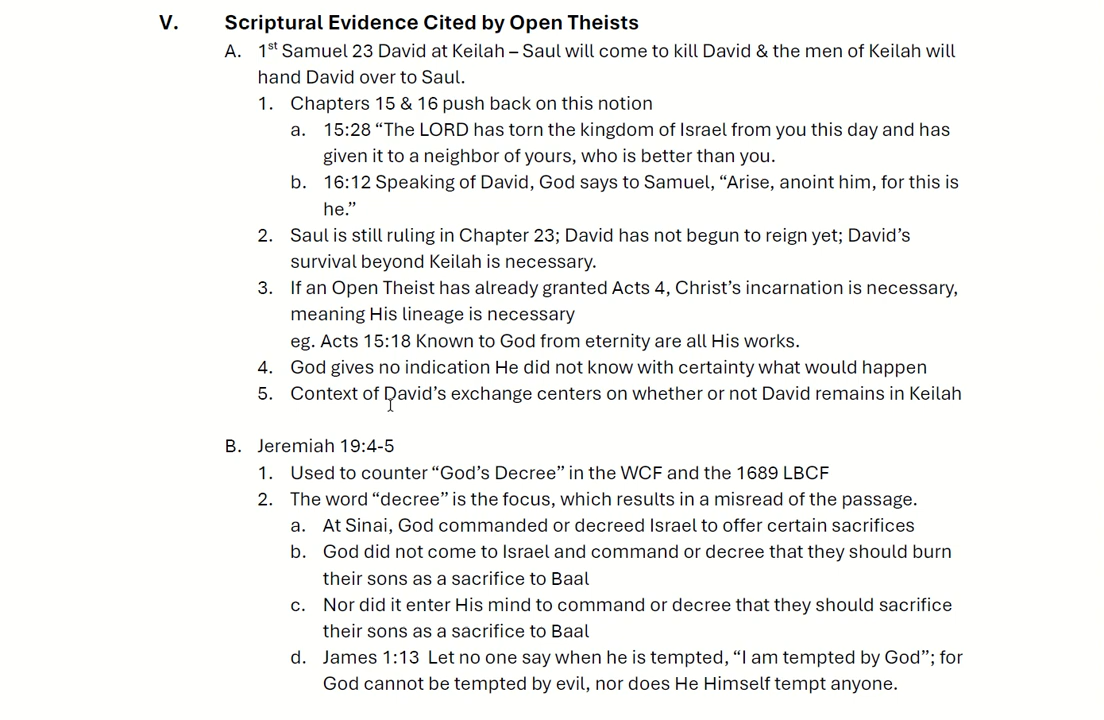 V. Scriptural Evidence Cited by Open Theists
A. 1st Samuel 23 David at Keilah – Saul will come to kill David & the men of Keilah will
hand David over to Saul.
1. Chapters 15 & 16 push back on this notion
a. 15:28 “The LORD has torn the kingdom of Israel from you this day and has
given it to a neighbor of yours, who is better than you.
b. 16:12 Speaking of David, God says to Samuel, “Arise, anoint him, for this is
he.”
2. Saul is still ruling in Chapter 23; David has not begun to reign yet; David’s
survival beyond Keilah is necessary.
3. If an Open Theist has already granted Acts 4, Christ’s incarnation is necessary,
meaning His lineage is necessary
eg. Acts 15:18 Known to God from eternity are all His works.
4. God gives no indication He did not know with certainty what would happen
5. Context of David’s exchange centers on whether or not David remains in Keilah
B. Jeremiah 19:4-5
1. Used to counter “God’s Decree” in the WCF and the 1689 LBCF
2. The word “decree” is the focus, which results in a misread of the passage.
a. At Sinai, God commanded or decreed Israel to offer certain sacrifices
b. God did not come to Israel and command or decree that they should burn
their sons as a sacrifice to Baal
c. Nor did it enter His mind to command or decree that they should sacrifice
their sons as a sacrifice to Baal
d. James 1:13 Let no one say when he is tempted, “I am tempted by God”; for
God cannot be tempted by evil, nor does He Himself tempt anyone.